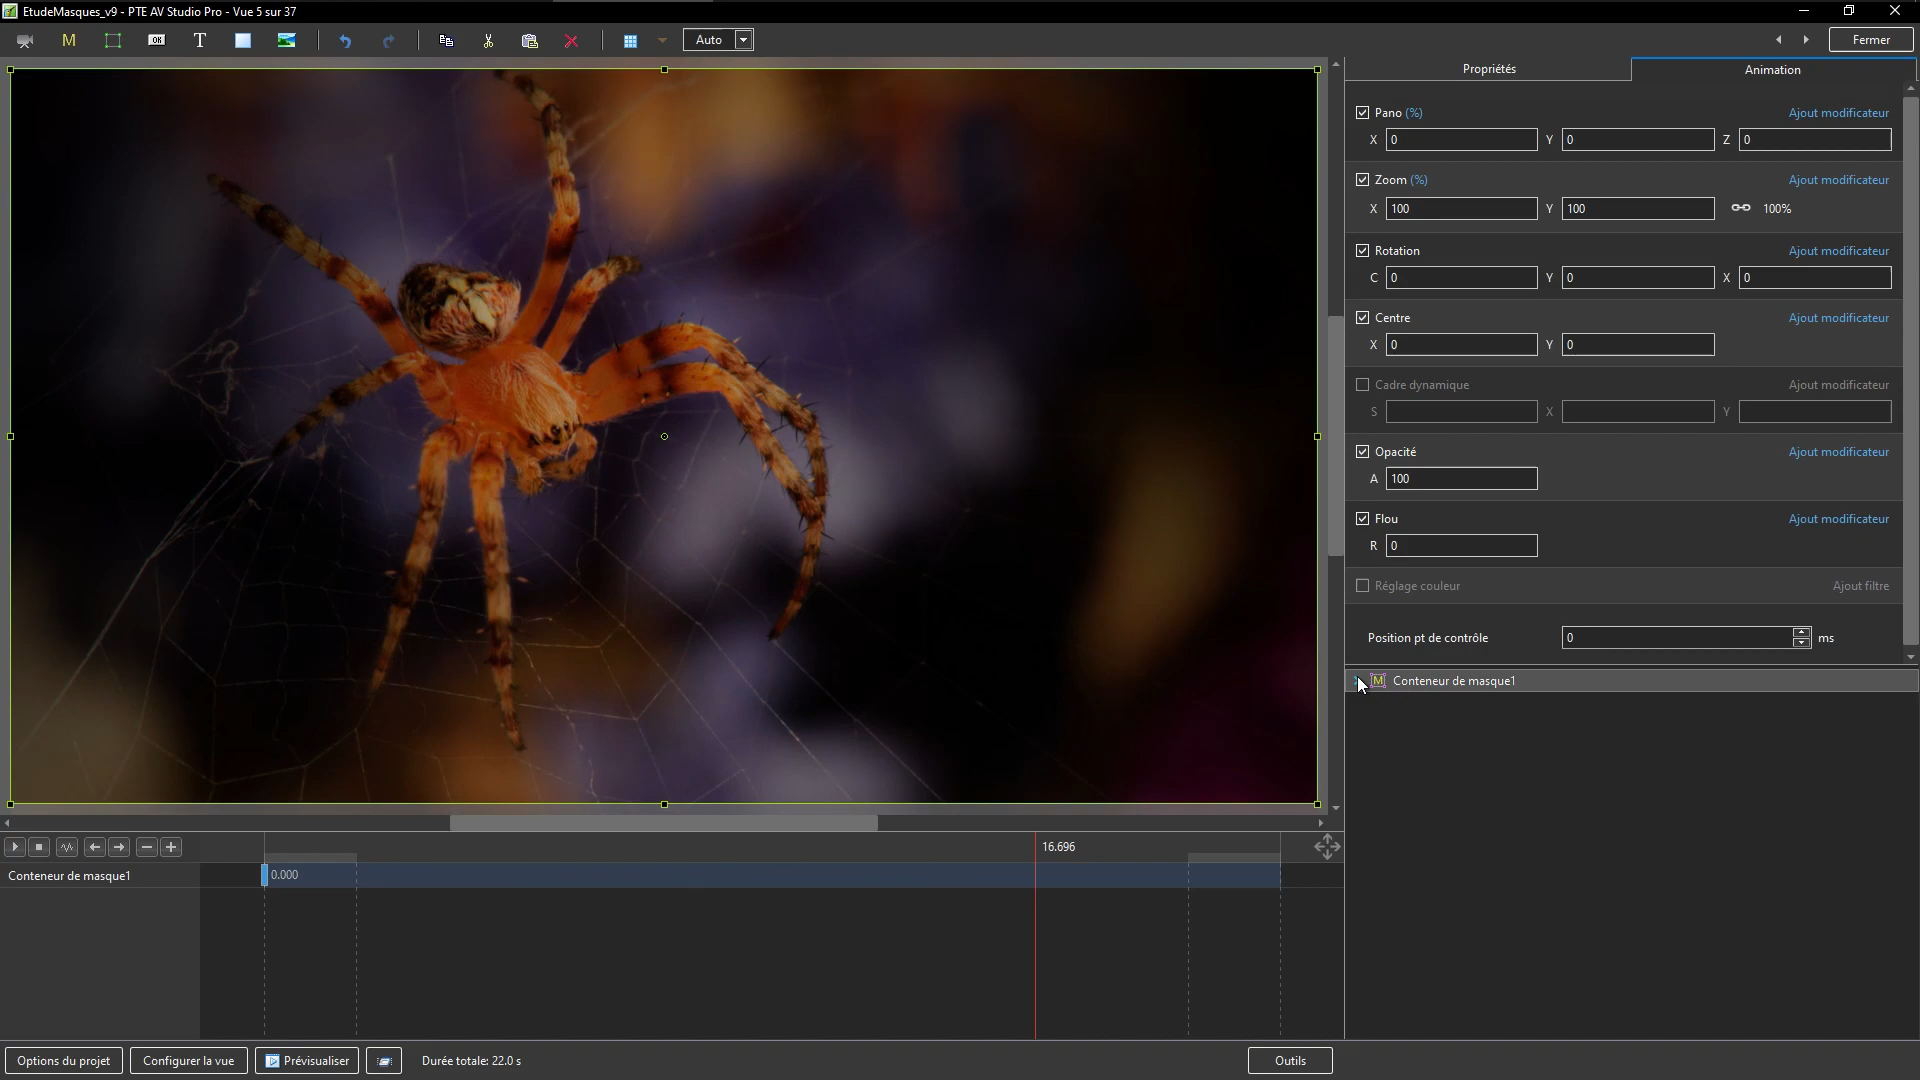 EtudeMasques_v9 - PTE AV Studio Pro - Vue 5 sur 37
M OK T Auto Fermer
Propriétés Animation
Pano (%) Ajout modificateur
X 0 Y 0 Z 0
Zoom (%) Ajout modificateur
X 100 Y 100 100%
Rotation Ajout modificateur
C 0 Y 0 X 0
Centre Ajout modificateur
X 0 Y 0
Cadre dynamique Ajout modificateur
S X Y
Opacité Ajout modificateur
A 100
Flou Ajout modificateur
R 0
Réglage couleur Ajout filtre
Position pt de contrôle 0 ms
M Conteneur de masque1
16.696
Conteneur de masque1 0.000
Options du projet Configurer la vue Prévisualiser Durée totale: 22.0 s Outils